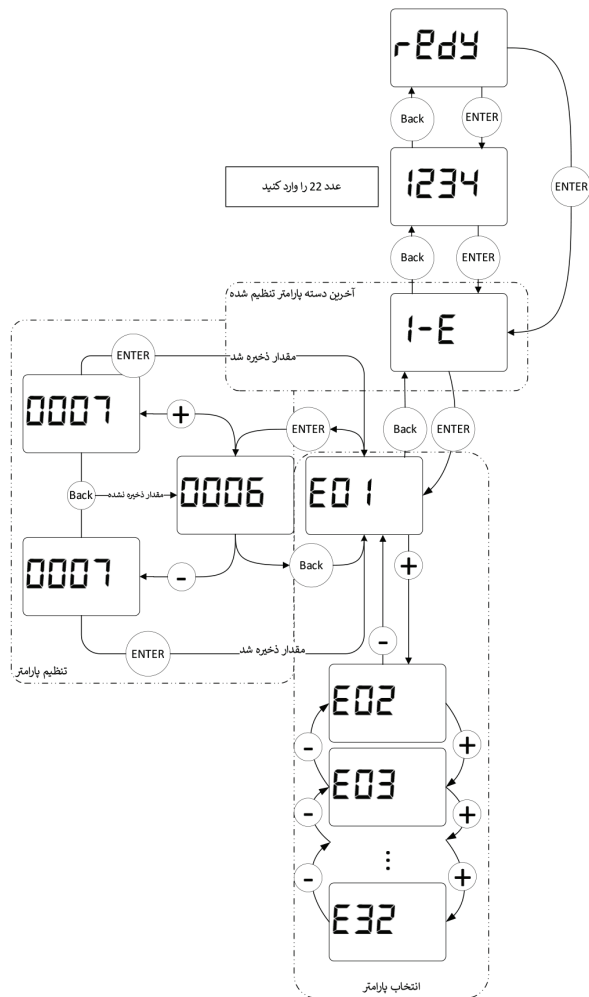 rEdy
Back
ENTER
ENTER
عدد 22 را وارد کنید
1234
Back
ENTER
آخرین دسته پارامتر تنظیم شده
1-E
ENTER
مقدار ذخیره شد
0007
+
ENTER
Back
ENTER
Back
مقدار ذخیره نشده
0006
E01
0007
-
Back
+
ENTER
مقدار ذخیره شد
-
تنظیم پارامتر
E02
-
+
E03
-
+
⋮
-
+
E32
انتخاب پارامتر